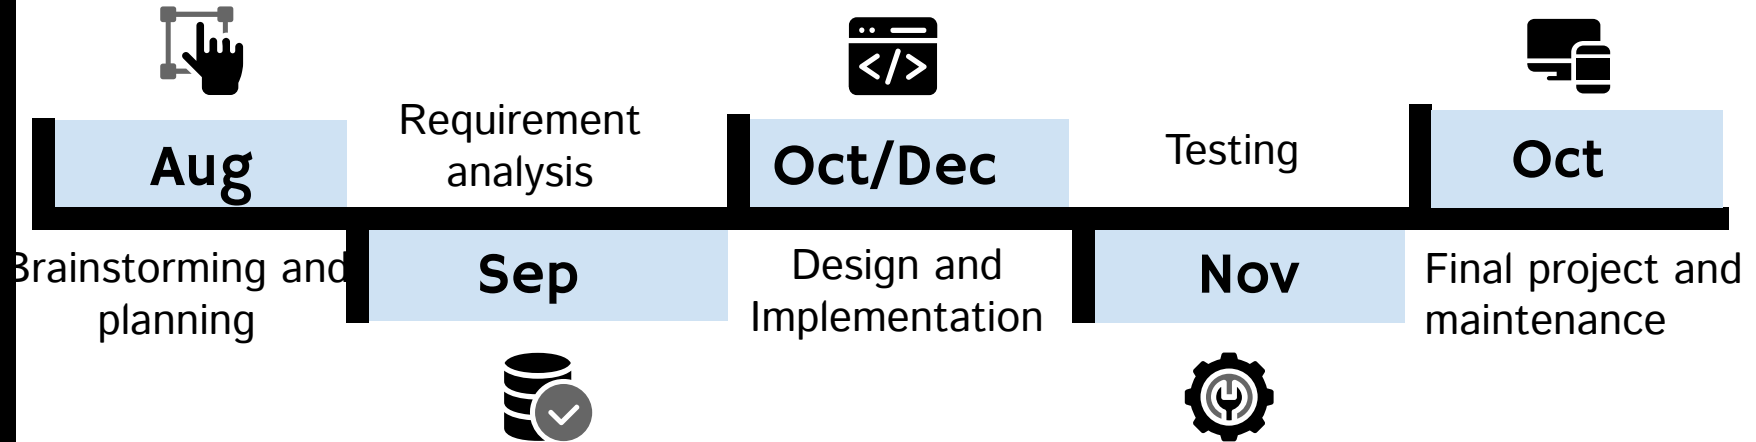 Aug
Brainstorming and
planning
Requirement
analysis
Sep
</>
Oct/Dec
Design and
Implementation
Testing
Nov
Oct
Final project and
maintenance